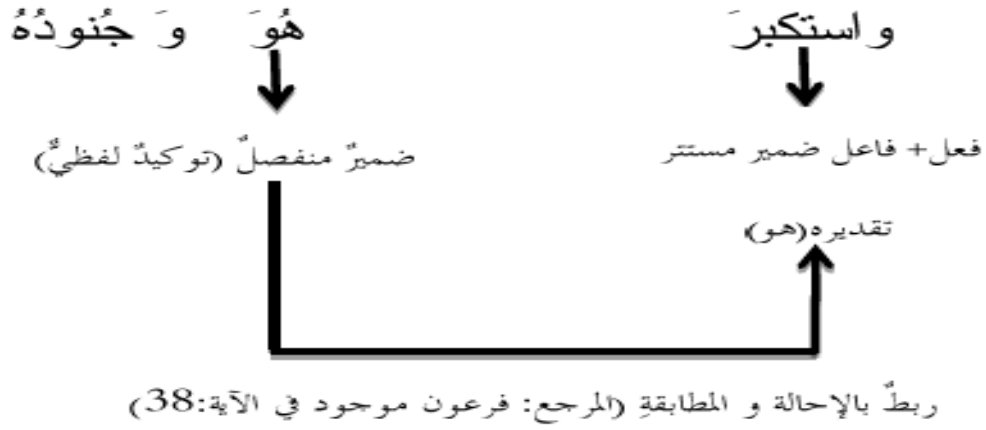 و استكبرَ هُوَ وَ جُنودُهُ
فعل+ فاعل ضمير مستتر ضميرٌ منفصلٌ (توكيدٌ لفظيٌّ)
تقديره(هو)
ربطٌ بالإحالة و المطابقةِ (المرجع: فرعون موجود في الآية:38)